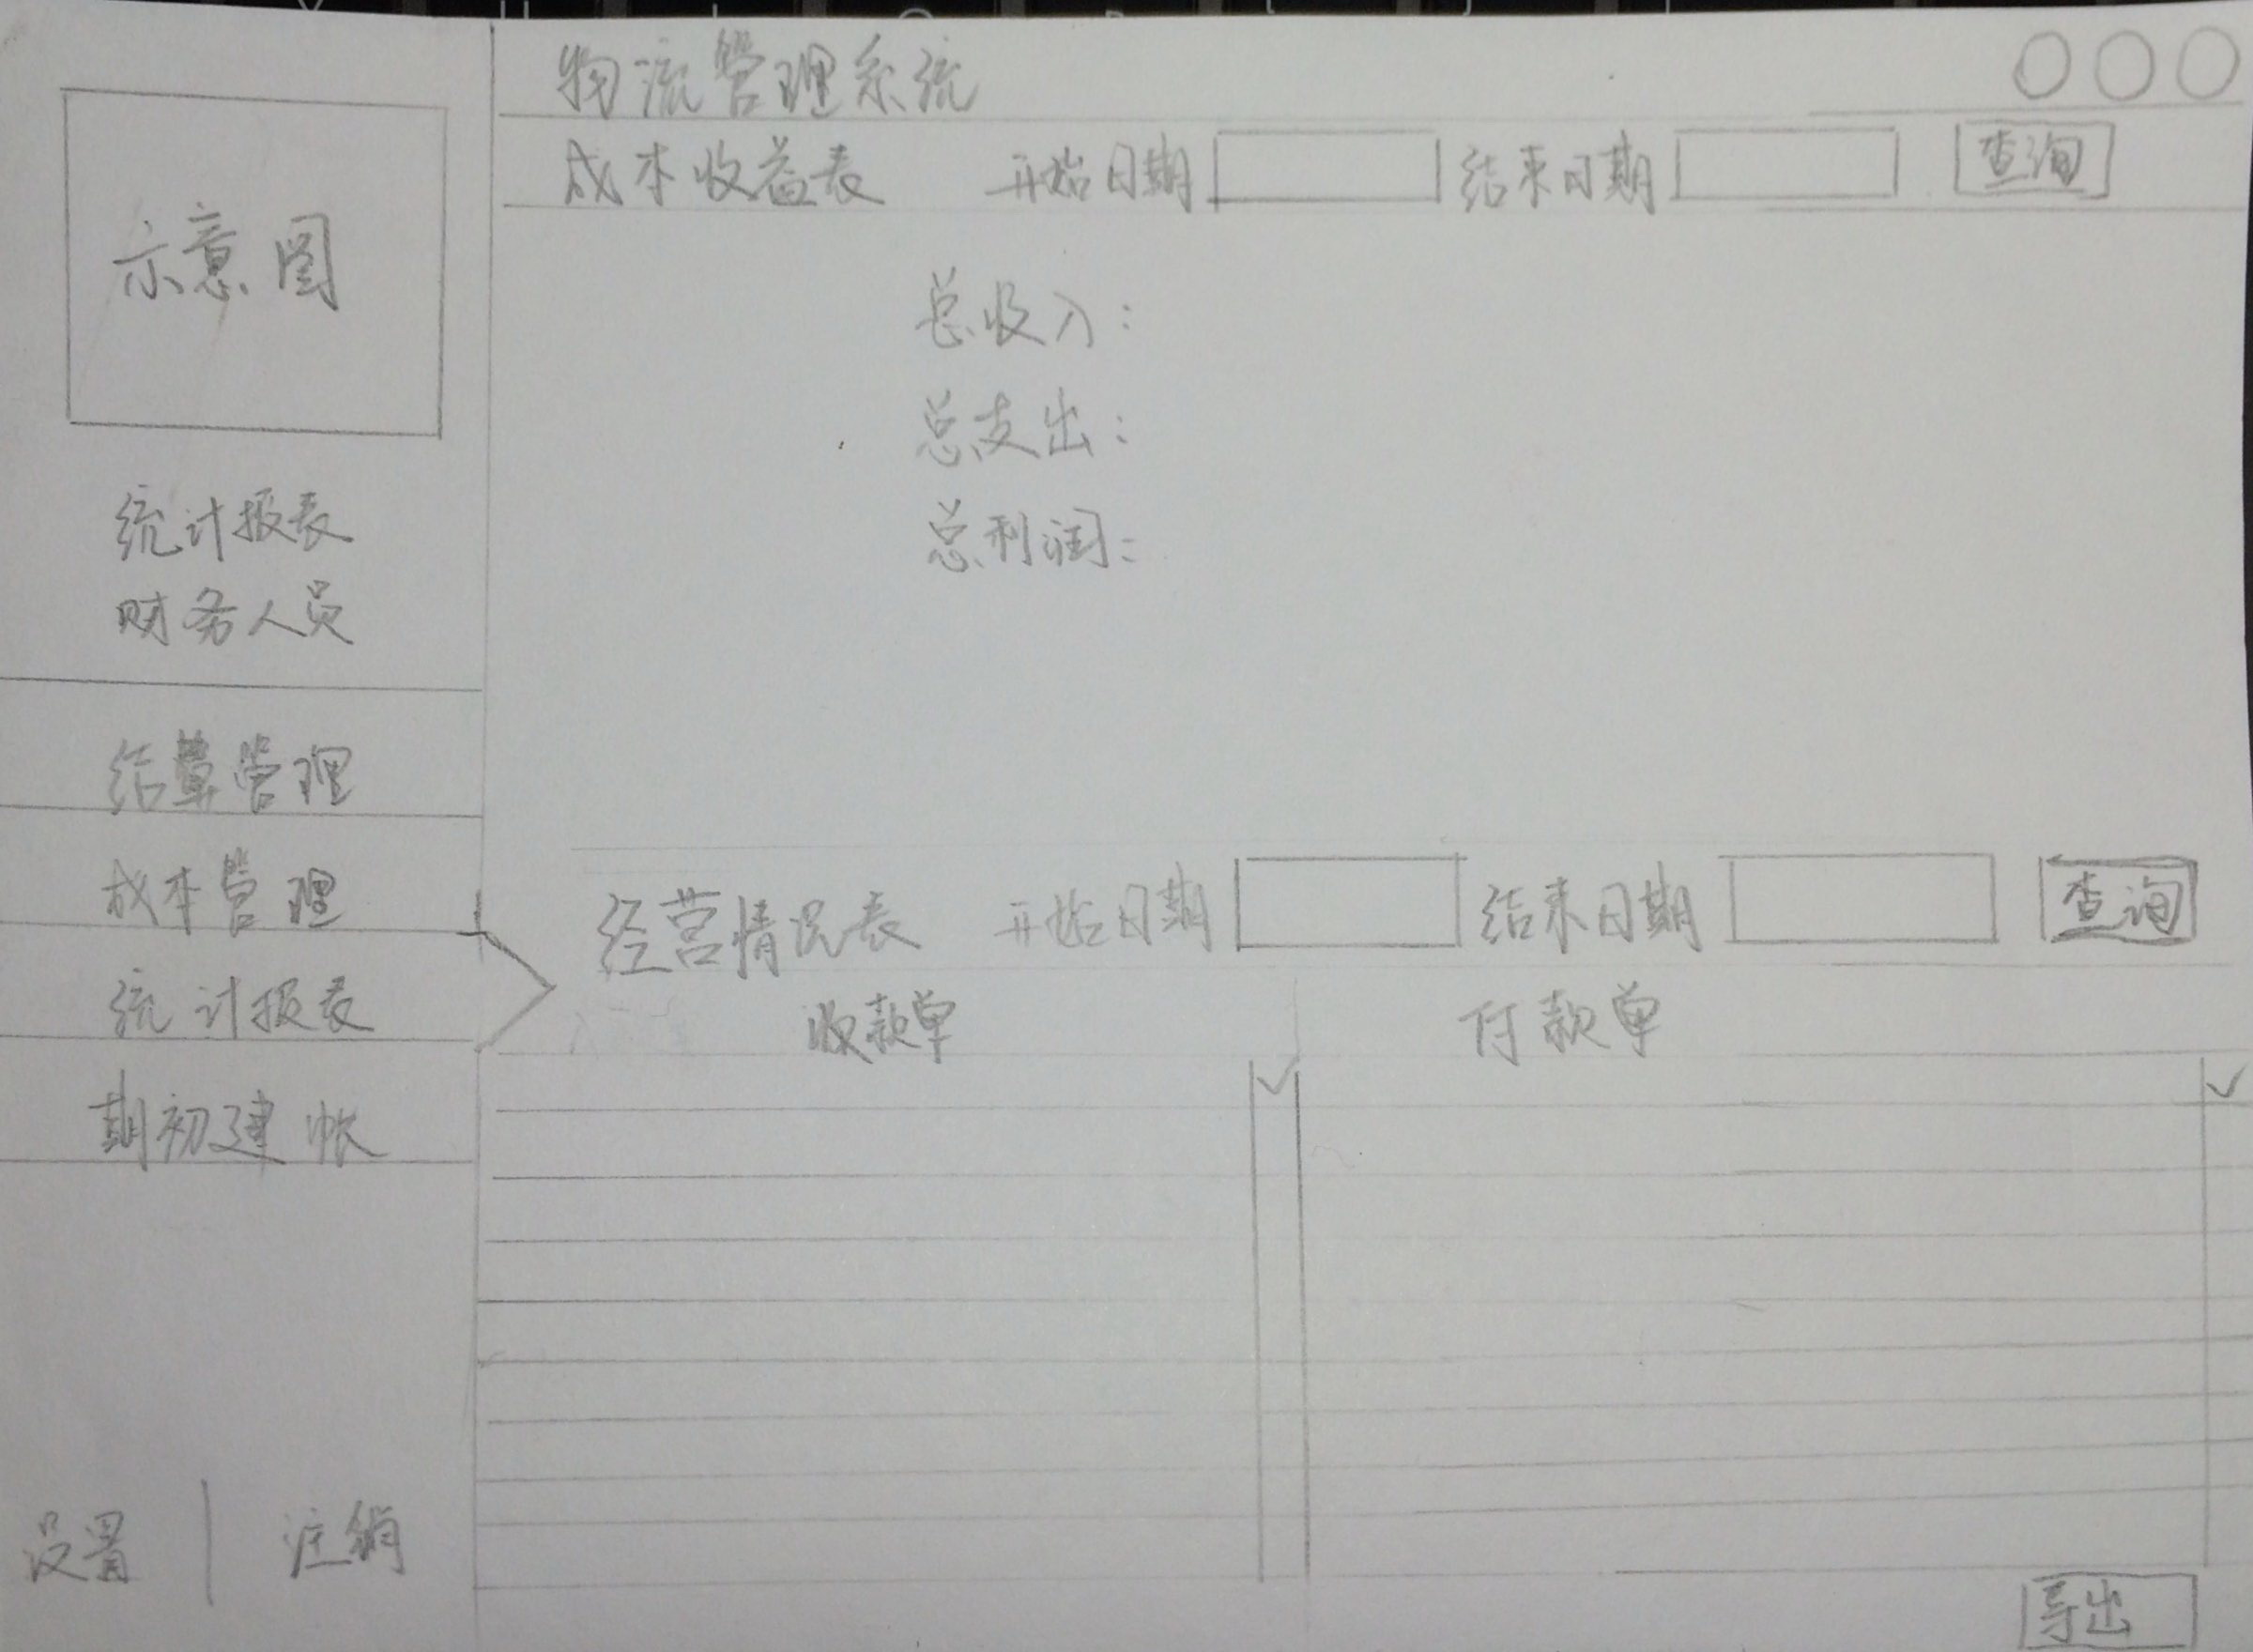 物流管理系统
成本收益表 开始日期 结束日期 查询
示意图
总收入：
总支出：
总利润：
统计报表
财务人员
结算管理
成本管理
统计报表
期初建帐
经营情况表 开始日期 结束日期 查询
收款单 付款单
设置 | 注销
导出